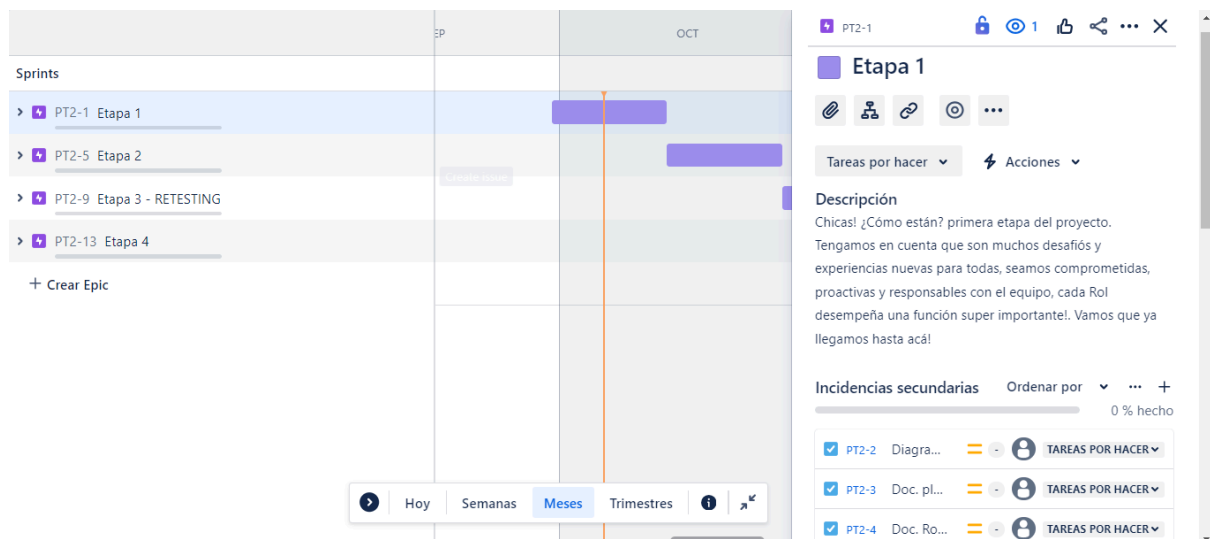 EP
OCT
Sprints
PT2-1 Etapa 1
PT2-5 Etapa 2
Create issue
PT2-9 Etapa 3 - RETESTING
PT2-13 Etapa 4
+ Crear Epic
Hoy
Semanas
Meses
Trimestres
PT2-1
1
Etapa 1
Tareas por hacer
Acciones
Descripción
Chicas! ¿Cómo están? primera etapa del proyecto.
Tengamos en cuenta que son muchos desafiós y
experiencias nuevas para todas, seamos comprometidas,
proactivas y responsables con el equipo, cada Rol
desempeña una función super importante!. Vamos que ya
llegamos hasta acá!
Incidencias secundarias Ordenar por
0 % hecho
PT2-2 Diagra... - TAREAS POR HACER
PT2-3 Doc. pl... - TAREAS POR HACER
PT2-4 Doc. Ro... - TAREAS POR HACER